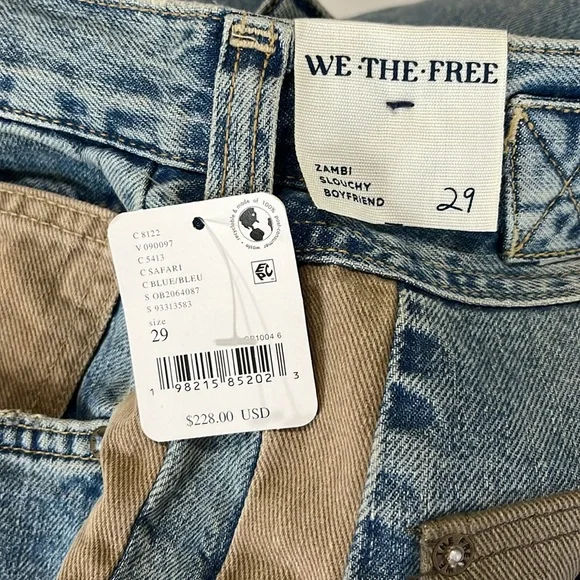 WE·THE·FREE
ZAMBI
SLOUCHY
BOYFRIEND
29
C 8122
V 090097
C 5413
C SAFARI
C BLUE/BLEU
S OB2064087
S 93313583
size
29
1 98215 85202 3
$228.00 USD